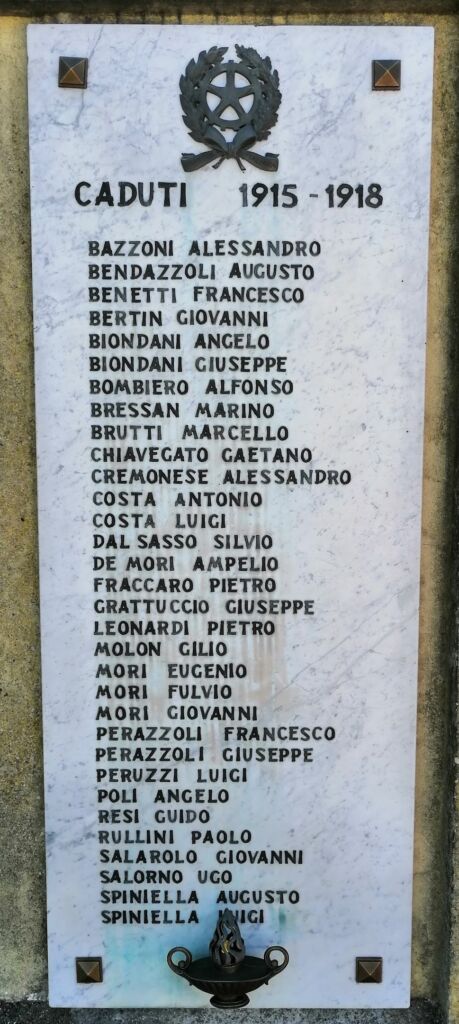 CADUTI 1915 - 1918
BAZZONI ALESSANDRO
BENDAZZOLI AUGUSTO
BENETTI FRANCESCO
BERTIN GIOVANNI
BIONDANI ANGELO
BIONDANI GIUSEPPE
BOMBIERO ALFONSO
BRESSAN MARINO
BRUTTI MARCELLO
CHIAVEGATO GAETANO
CREMONESE ALESSANDRO
COSTA ANTONIO
COSTA LUIGI
DAL SASSO SILVIO
DE MORI AMPELIO
FRACCARO PIETRO
GRATTUCCIO GIUSEPPE
LEONARDI PIETRO
MOLON GILIO
MORI EUGENIO
MORI FULVIO
MORI GIOVANNI
PERAZZOLI FRANCESCO
PERAZZOLI GIUSEPPE
PERUZZI LUIGI
POLI ANGELO
RESI GUIDO
RULLINI PAOLO
SALAROLO GIOVANNI
SALORNO UGO
SPINIELLA AUGUSTO
SPINIELLA LUIGI